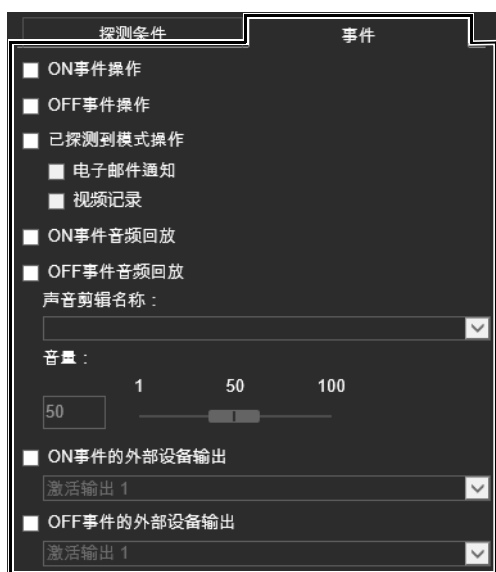 探测条件 事件
ON事件操作
OFF事件操作
已探测到模式操作
电子邮件通知
视频记录
ON事件音频回放
OFF事件音频回放
声音剪辑名称：
音量：
1 50 100
50
ON事件的外部设备输出
激活输出 1
OFF事件的外部设备输出
激活输出 1